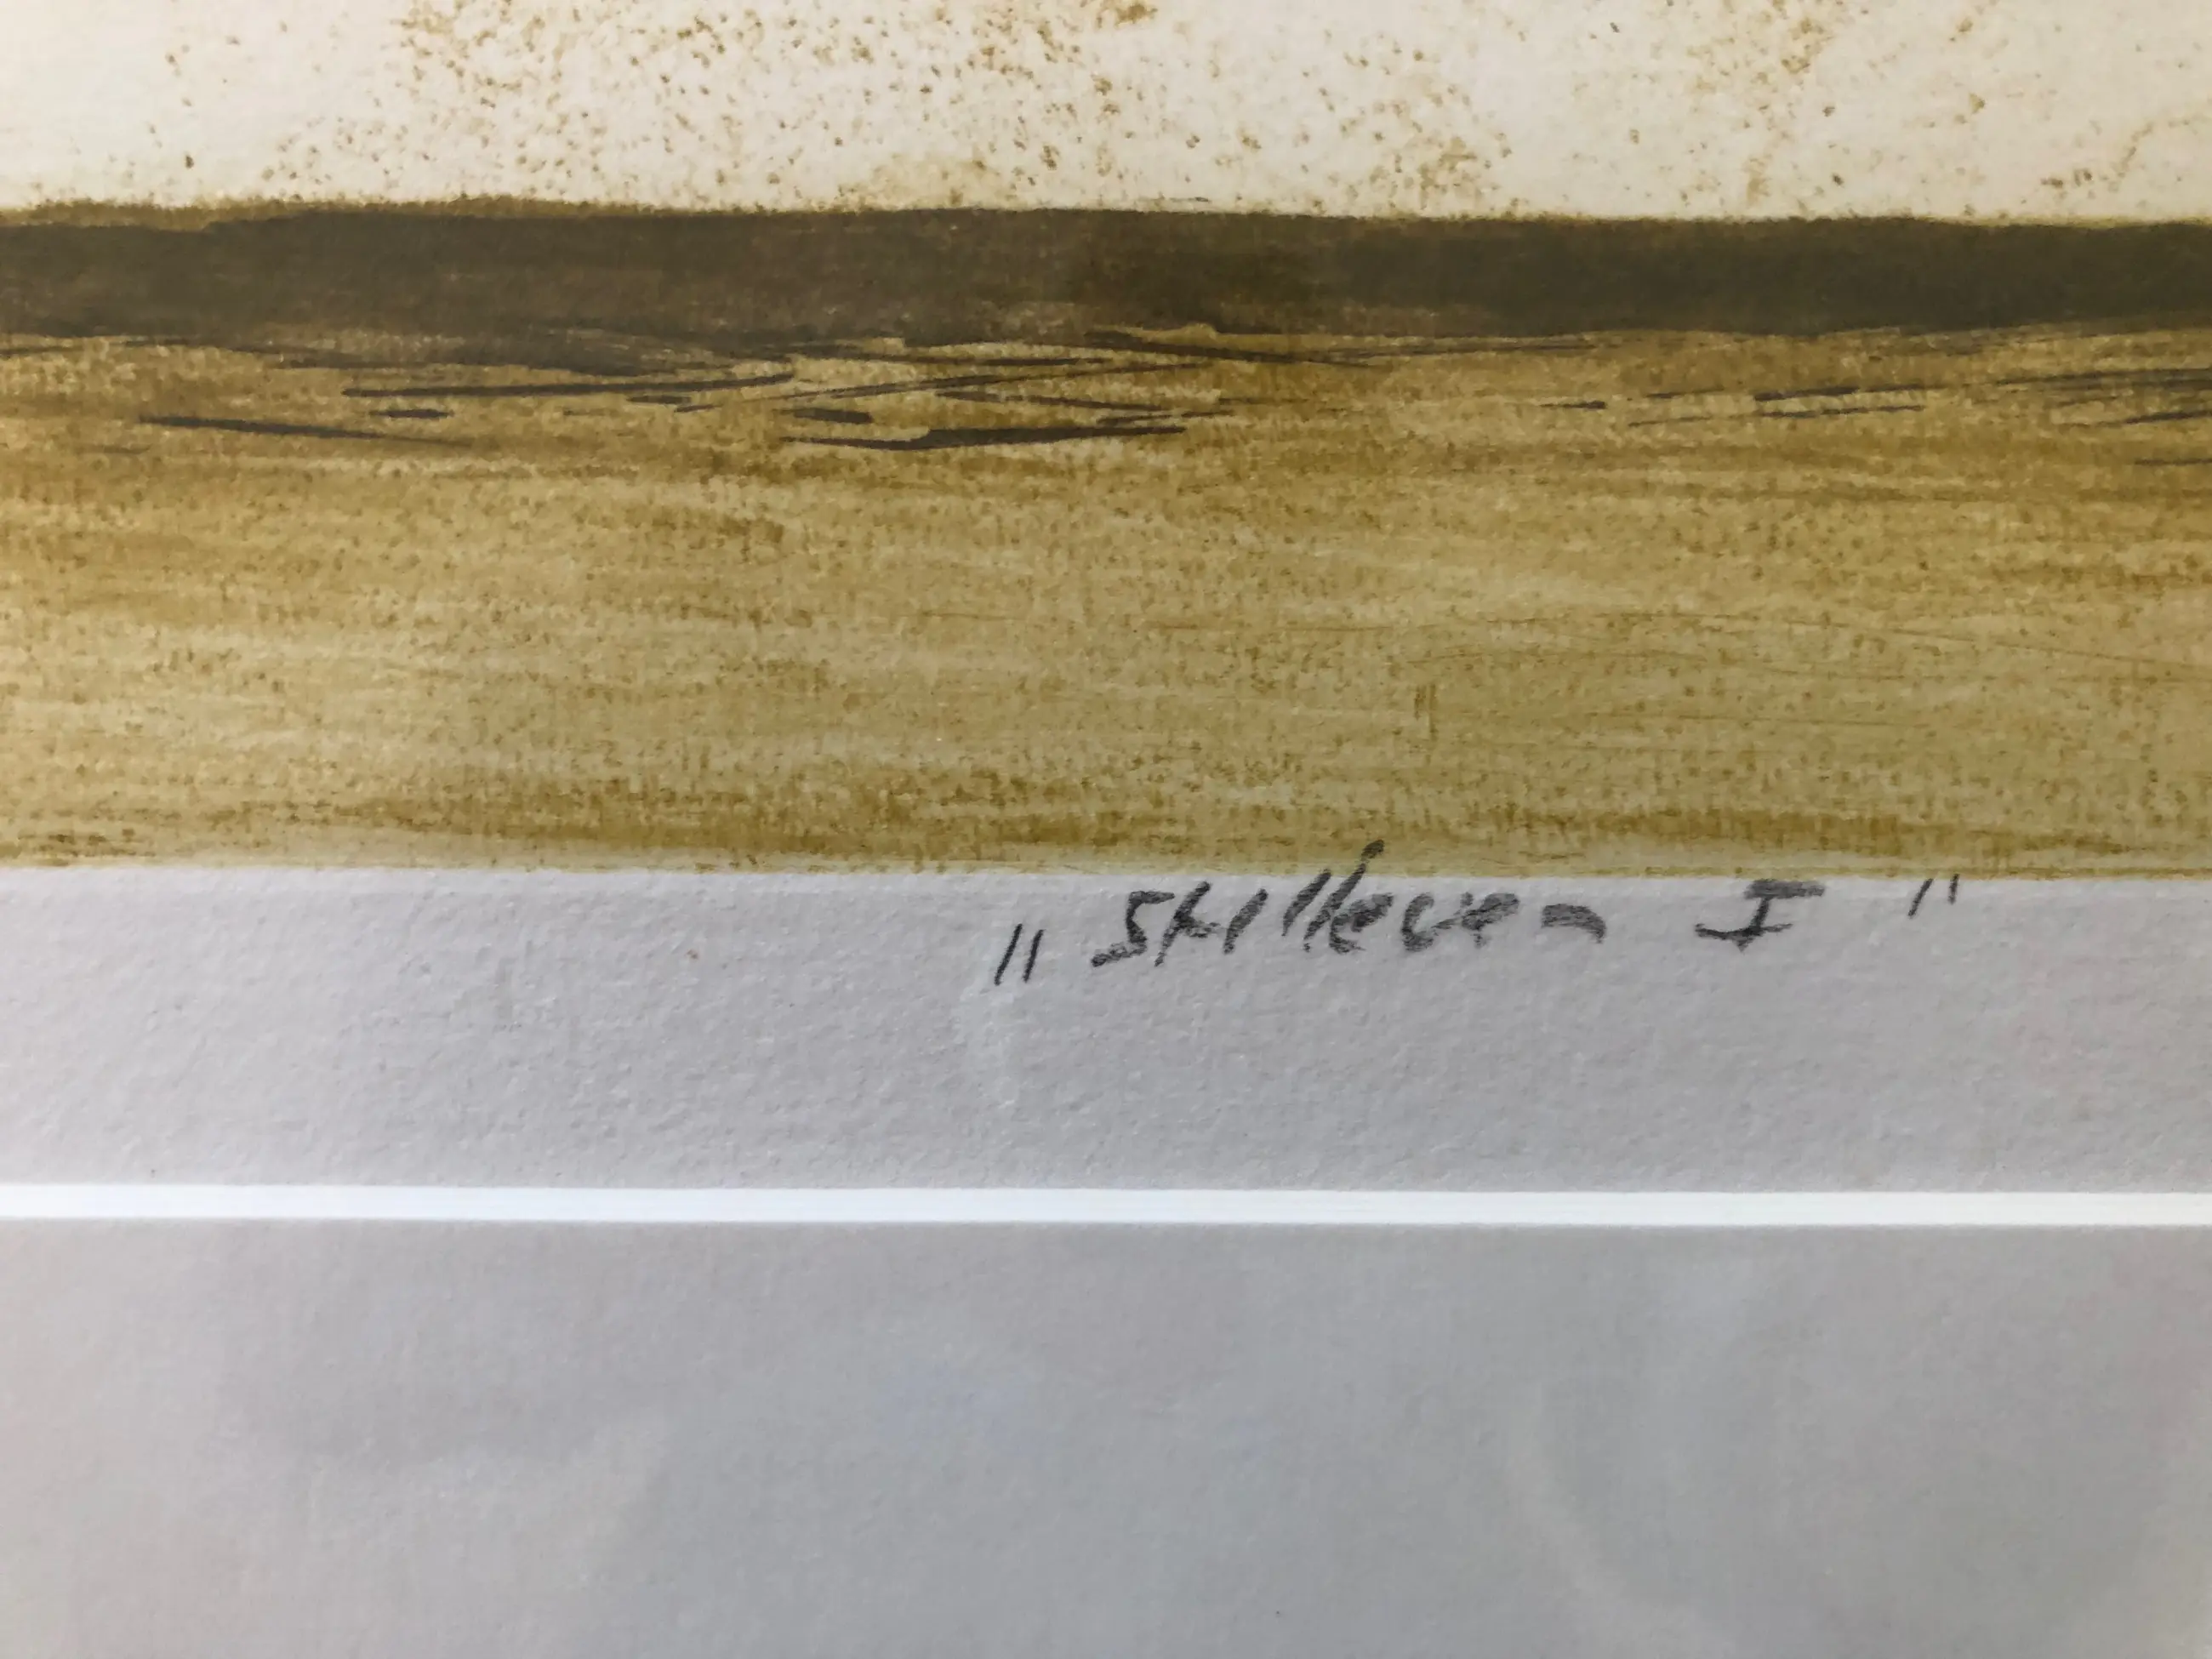 „ Stilleven I "